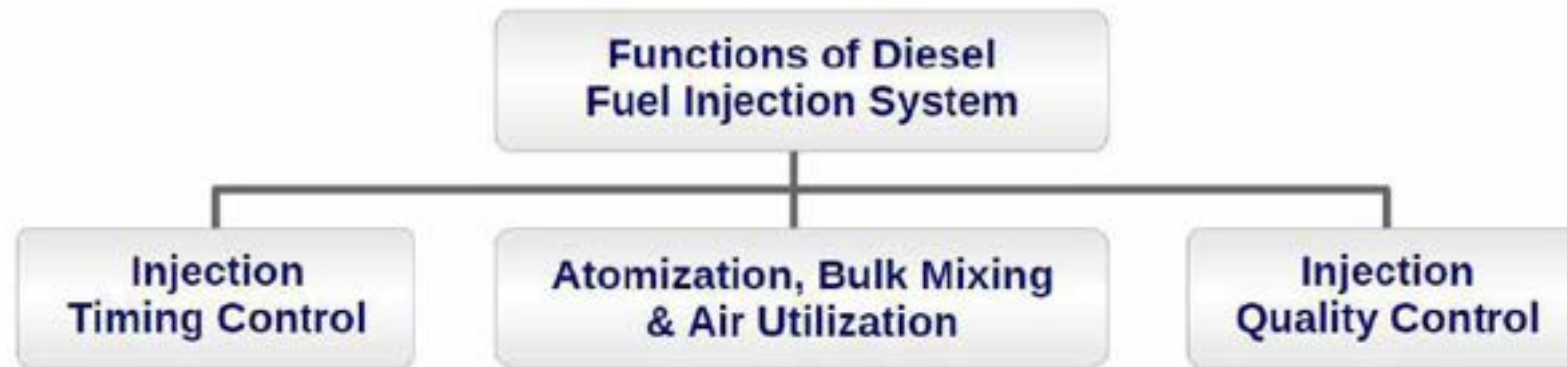 Functions of Diesel
Fuel Injection System
Injection
Timing Control
Atomization, Bulk Mixing
& Air Utilization
Injection
Quality Control